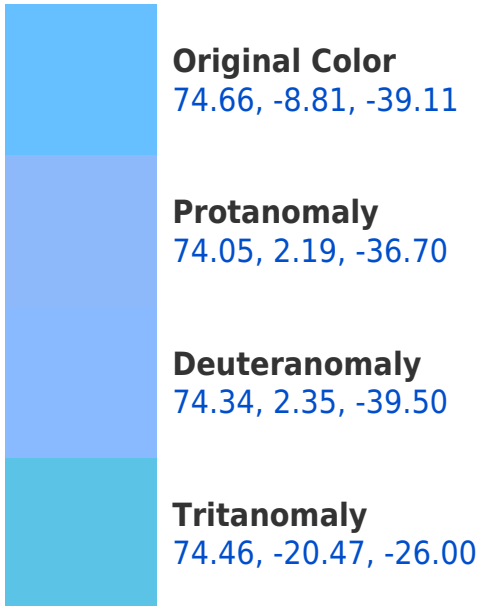 Original Color
74.66, -8.81, -39.11
Protanomaly
74.05, 2.19, -36.70
Deuteranomaly
74.34, 2.35, -39.50
Tritanomaly
74.46, -20.47, -26.00